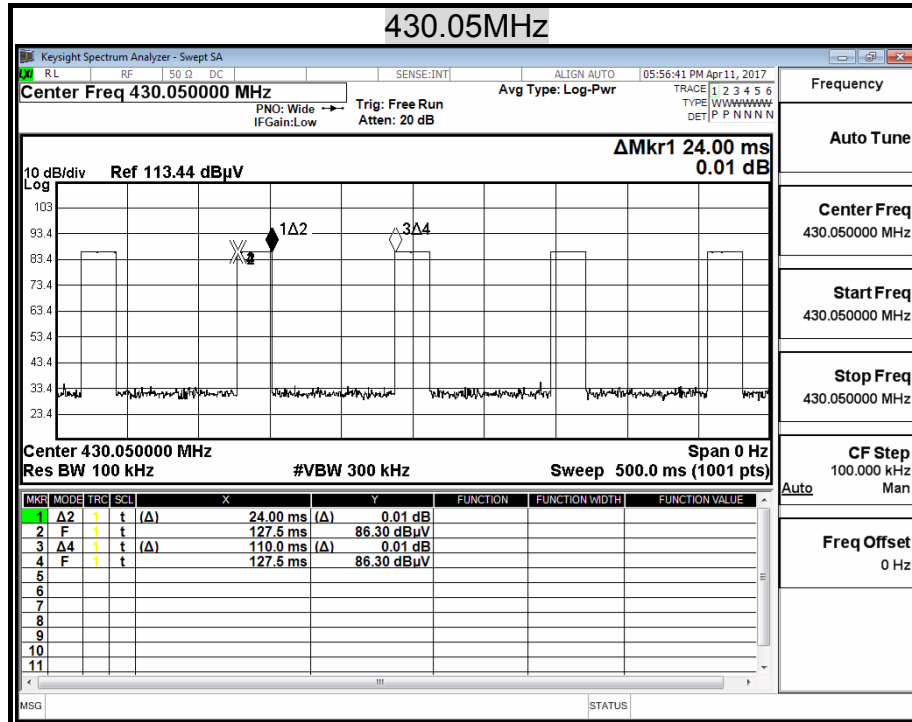 430.05MHz
Keysight Spectrum Analyzer - Swept SA
LXI RL RF 50 Ω DC SENSE:INT ALIGN AUTO 05:56:41 PM Apr 11, 2017
Center Freq 430.050000 MHz
PNO: Wide
IFGain:Low
Trig: Free Run
Atten: 20 dB
Avg Type: Log-Pwr
TRACE 1 2 3 4 5 6
TYPE WWWWWW
DET P P N N N N
ΔMkr1 24.00 ms
0.01 dB
10 dB/div Ref 113.44 dBµV
Log
103
93.4
83.4
73.4
63.4
53.4
43.4
33.4
23.4
1Δ2
3Δ4
Center 430.050000 MHz Span 0 Hz
Res BW 100 kHz #VBW 300 kHz Sweep 500.0 ms (1001 pts)
MKR MODE TRC SCL X Y FUNCTION FUNCTION WIDTH FUNCTION VALUE
1 Δ2 1 t (Δ) 24.00 ms (Δ) 0.01 dB
2 F 1 t 127.5 ms 86.30 dBµV
3 Δ4 1 t (Δ) 110.0 ms (Δ) 0.01 dB
4 F 1 t 127.5 ms 86.30 dBµV
5
6
7
8
9
10
11
MSG STATUS
Frequency
Auto Tune
Center Freq
430.050000 MHz
Start Freq
430.050000 MHz
Stop Freq
430.050000 MHz
CF Step
100.000 kHz
Auto Man
Freq Offset
0 Hz